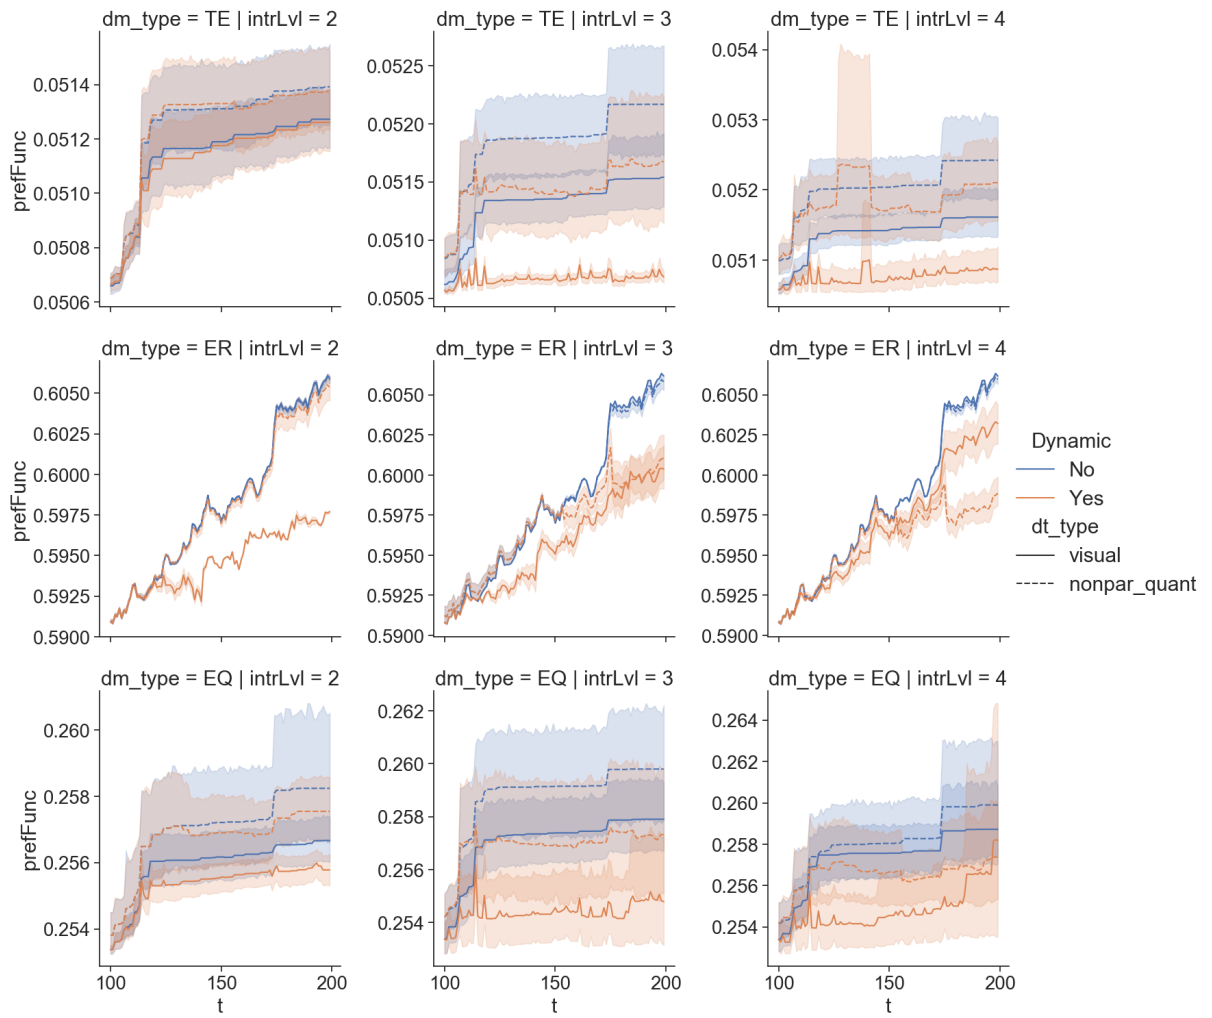 dm_type = TE | intrLvl = 2
dm_type = TE | intrLvl = 3
dm_type = TE | intrLvl = 4
prefFunc
0.0514
0.0512
0.0510
0.0508
0.0506
0.0525
0.0520
0.0515
0.0510
0.0505
0.054
0.053
0.052
0.051
dm_type = ER | intrLvl = 2
dm_type = ER | intrLvl = 3
dm_type = ER | intrLvl = 4
prefFunc
0.6050
0.6025
0.6000
0.5975
0.5950
0.5925
0.5900
0.6050
0.6025
0.6000
0.5975
0.5950
0.5925
0.5900
0.6050
0.6025
0.6000
0.5975
0.5950
0.5925
0.5900
Dynamic
No
Yes
dt_type
visual
nonpar_quant
dm_type = EQ | intrLvl = 2
dm_type = EQ | intrLvl = 3
dm_type = EQ | intrLvl = 4
prefFunc
0.260
0.258
0.256
0.254
0.262
0.260
0.258
0.256
0.254
0.264
0.262
0.260
0.258
0.256
0.254
100 150 200
100 150 200
100 150 200
t
t
t